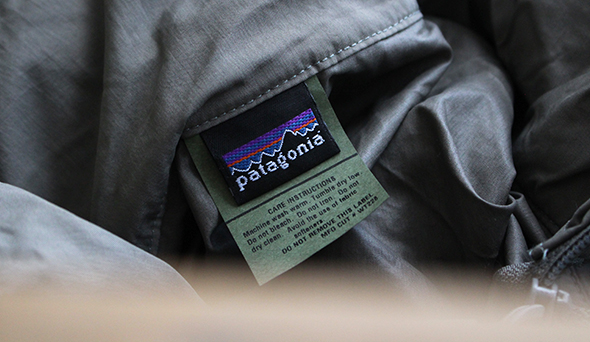 patagonia
CARE INSTRUCTIONS
Machine wash warm. Tumble dry low.
Do not bleach. Do not iron. Do not
dry clean. Avoid the use of fabric
softeners.
DO NOT REMOVE THIS LABEL
MFG CUT #